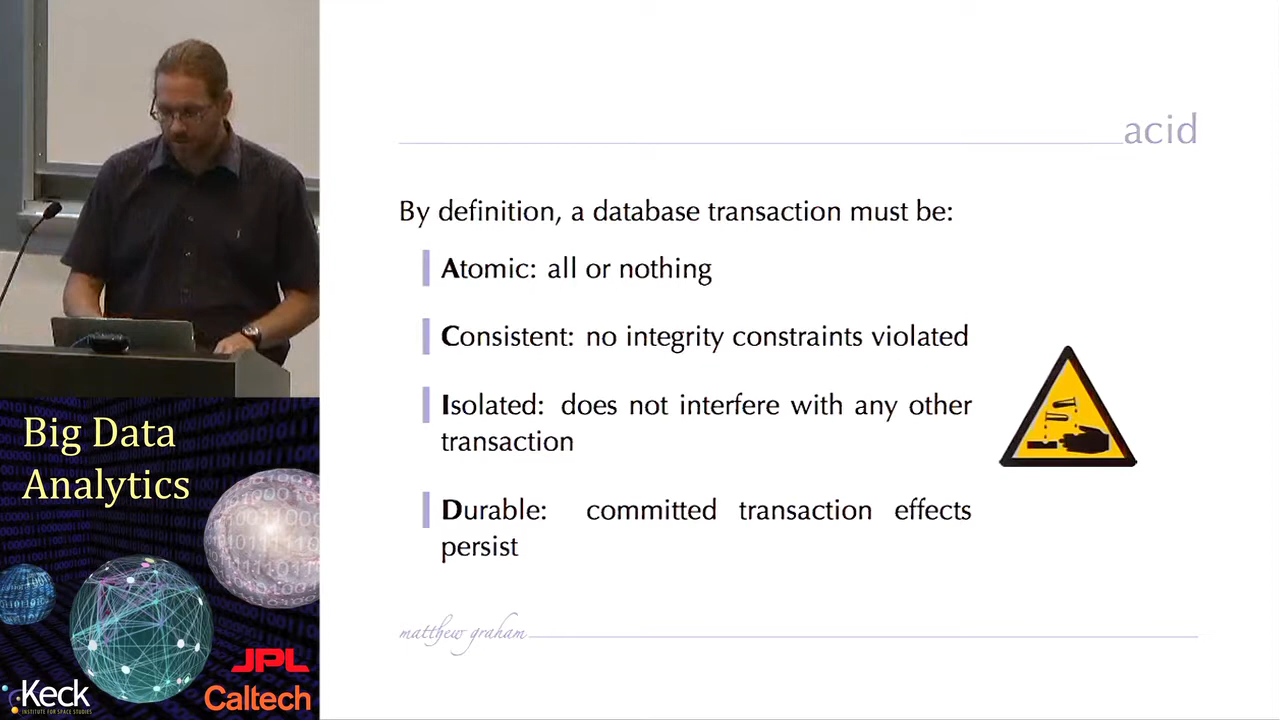 acid
By definition, a database transaction must be:
Atomic: all or nothing
Consistent: no integrity constraints violated
Isolated: does not interfere with any other
transaction
Durable: committed transaction effects
persist
matthew graham
Big Data
Analytics
JPL
Keck
INSTITUTE FOR SPACE STUDIES
Caltech